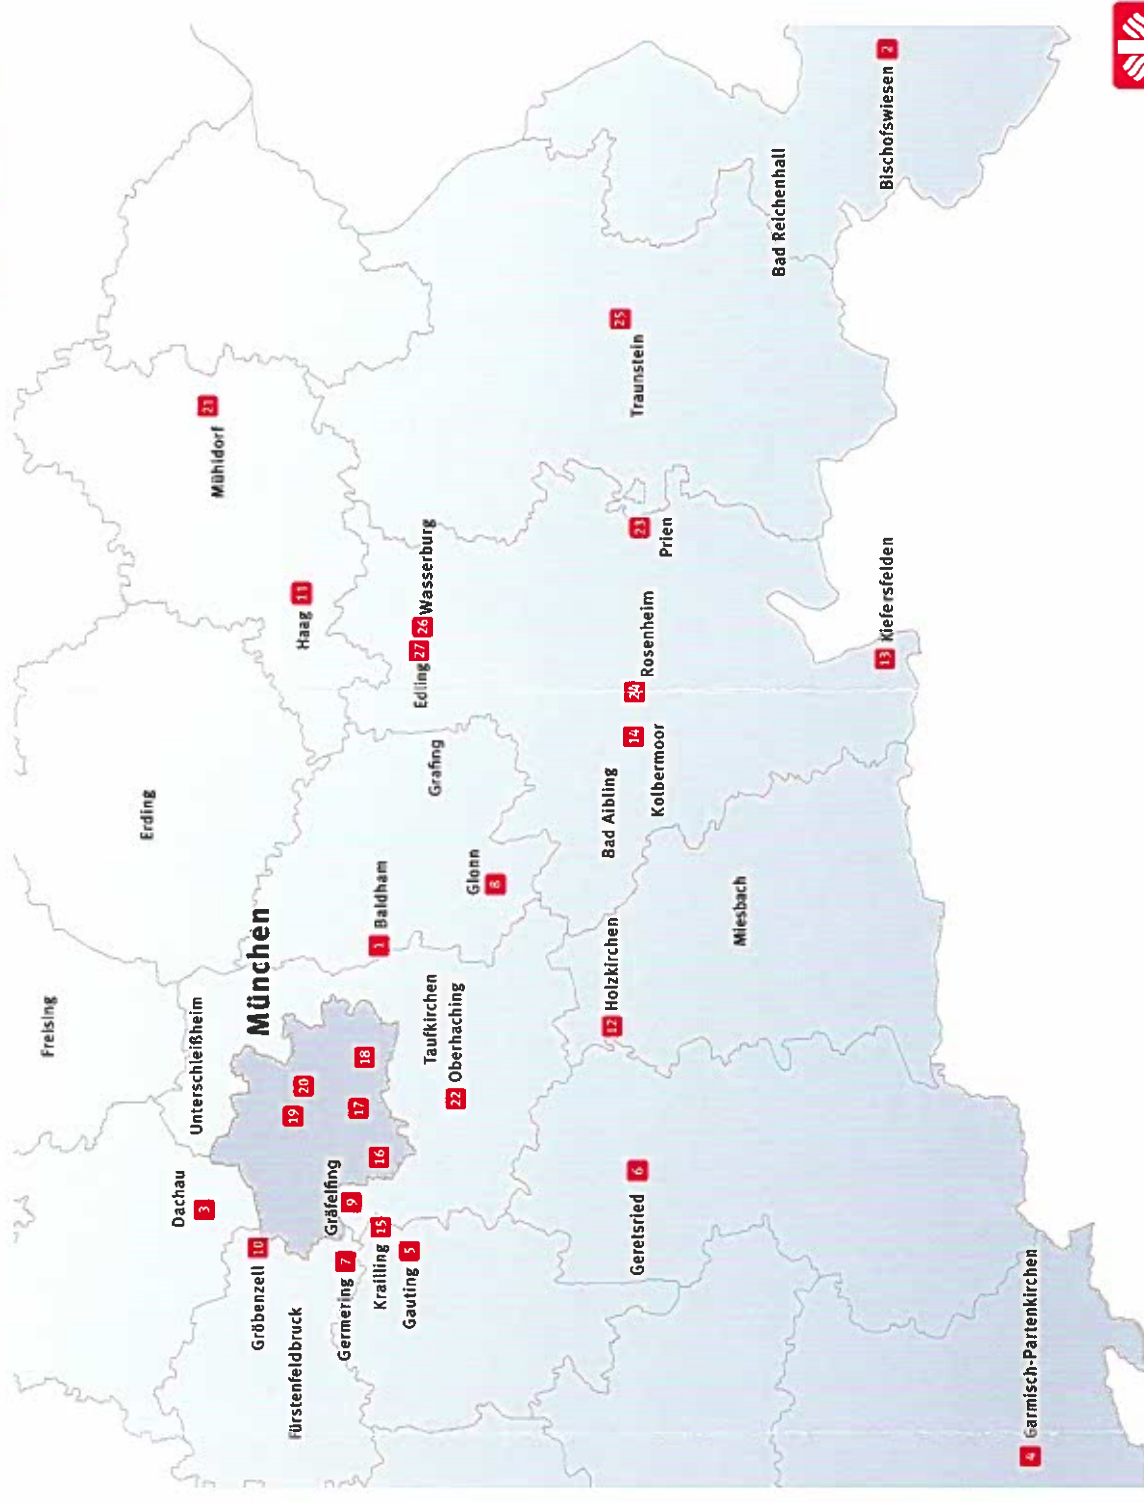 Freising
Erding
Dachau
3
Unterschleißheim
Mühldorf 21
München
Gröbenzell 10
19
20
Fürstenfeldbruck
Haag 11
Gräfelfing
9
Germering 7
17
18
16
Krailling 15
1 Baldham
Gauting 5
Edling 27 26 Wasserburg
Taufkirchen
Grafing
22 Oberhaching
Glonn
8
Bad Aibling
12 Holzkirchen
25
Traunstein
Geretsried 6
14
Kolbermoor
24
Rosenheim
23
Prien
Miesbach
Bad Reichenhall
13 Kiefersfelden
Bischofswiesen 2
4 Garmisch-Partenkirchen